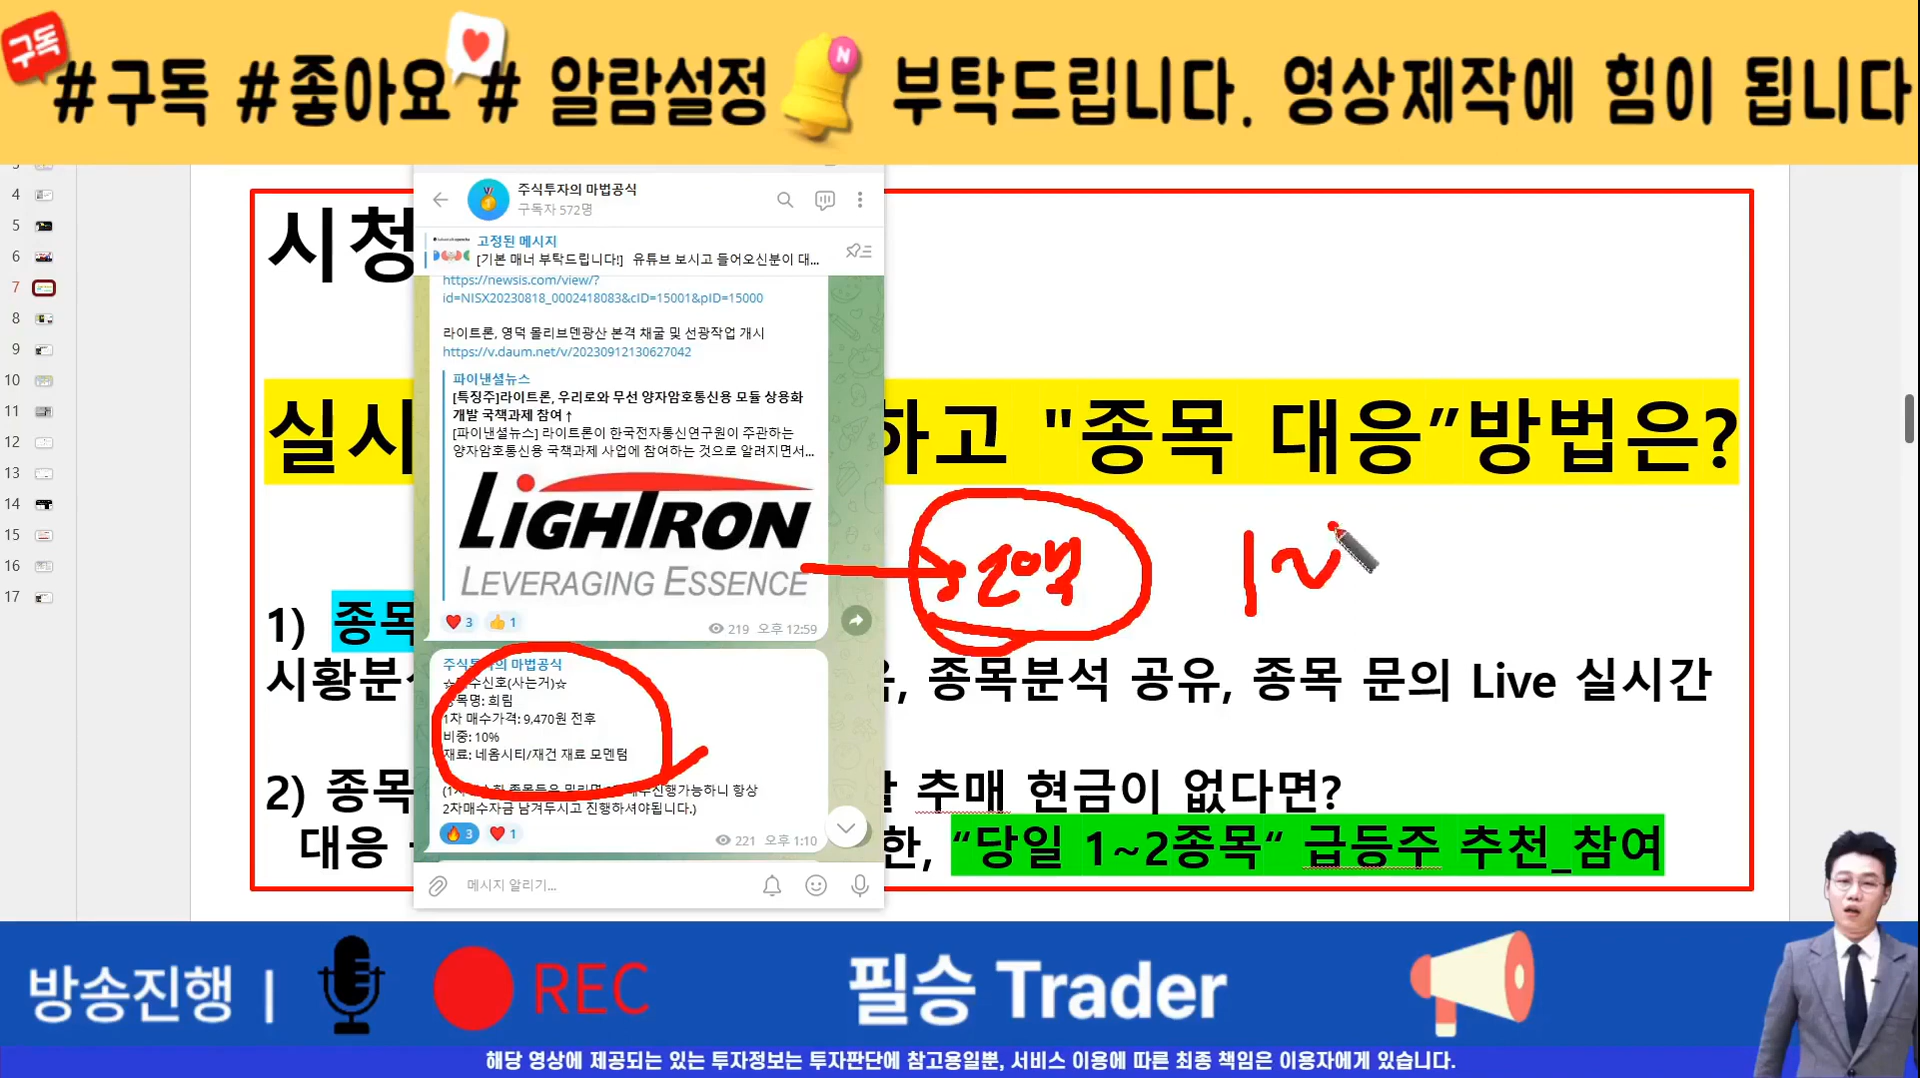 구독
#구독 #좋아요 # 알람설정 N 부탁드립니다. 영상제작에 힘이 됩니다
4
5
6
7
8
9
10
11
12
13
14
15
16
17
시청
주식투자의 마법공식
구독자 572명
고정된 메시지
[기본 매너 부탁드립니다!] 유튜브 보시고 들어오신분이 대...
https://newsis.com/view/?
id=NISX20230818_0002418083&cID=15001&pID=15000
라이트론, 영덕 몰리브덴광산 본격 채굴 및 선광작업 개시
https://v.daum.net/v/20230912130627042
파이낸셜뉴스
[특징주]라이트론, 우리로와 무선 양자암호통신용 모듈 상용화
개발 국책과제 참여↑
[파이낸셜뉴스] 라이트론이 한국전자통신연구원이 주관하는
양자암호통신용 국책과제 사업에 참여하는 것으로 알려지면서...
LIGHTRON
LEVERAGING ESSENCE
3 1
219 오후 12:59
주식투자의 마법공식
☆매수신호(사는거)☆
종목명: 희림
1차 매수가격: 9,470원 전후
비중: 10%
재료: 네옴시티/재건 재료 모멘텀
2차매수자금 남겨두시고 진행하셔야됩니다.)
3 1
221 오후 1:10
메시지 알리기...
실시 하고 "종목 대응"방법은?
1~
1) 종목
시황분석 종목분석 공유, 종목 문의 Live 실시간
2) 종목 추매 현금이 없다면?
대응 한, "당일 1~2종목" 급등주 추천_참여
방송진행 | REC 필승 Trader
해당 영상에 제공되는 있는 투자정보는 투자판단에 참고용일뿐, 서비스 이용에 따른 최종 책임은 이용자에게 있습니다.